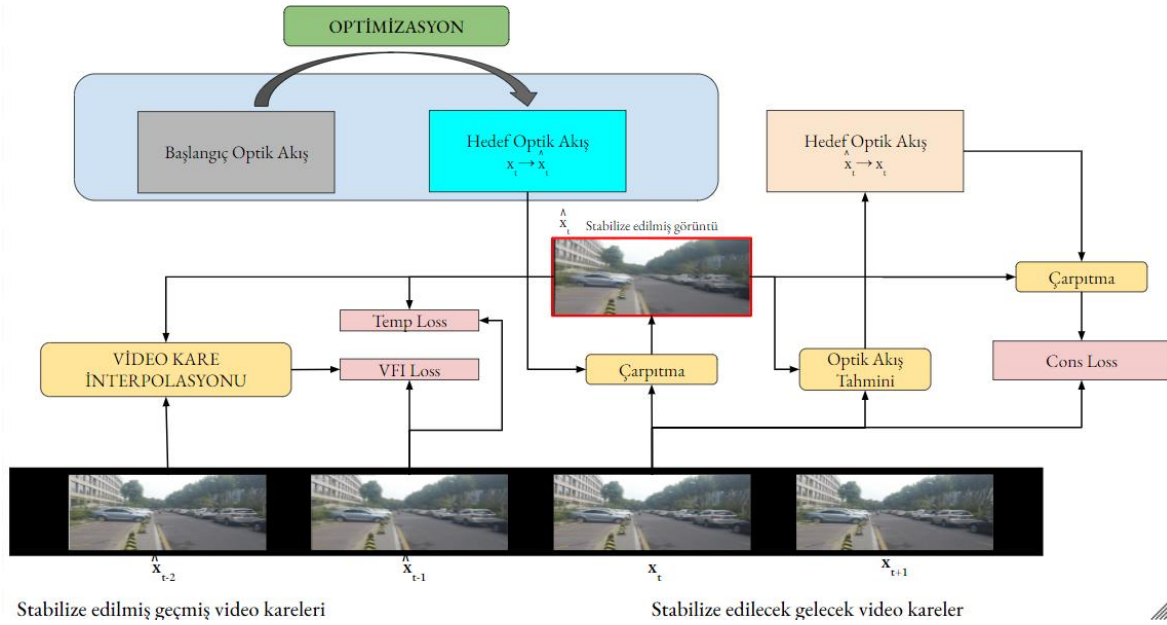 OPTİMİZASYON
Başlangıç Optik Akış
Hedef Optik Akış
x̂_t → x̂_t
Hedef Optik Akış
x̂_t → x_t
x̂_t Stabilize edilmiş görüntü
Çarpıtma
Temp Loss
VİDEO KARE
İNTERPOLASYONU
VFI Loss
Çarpıtma
Optik Akış
Tahmini
Cons Loss
x̂_t-2
x̂_t-1
x_t
x_t+1
Stabilize edilmiş geçmiş video kareleri
Stabilize edilecek gelecek video kareler